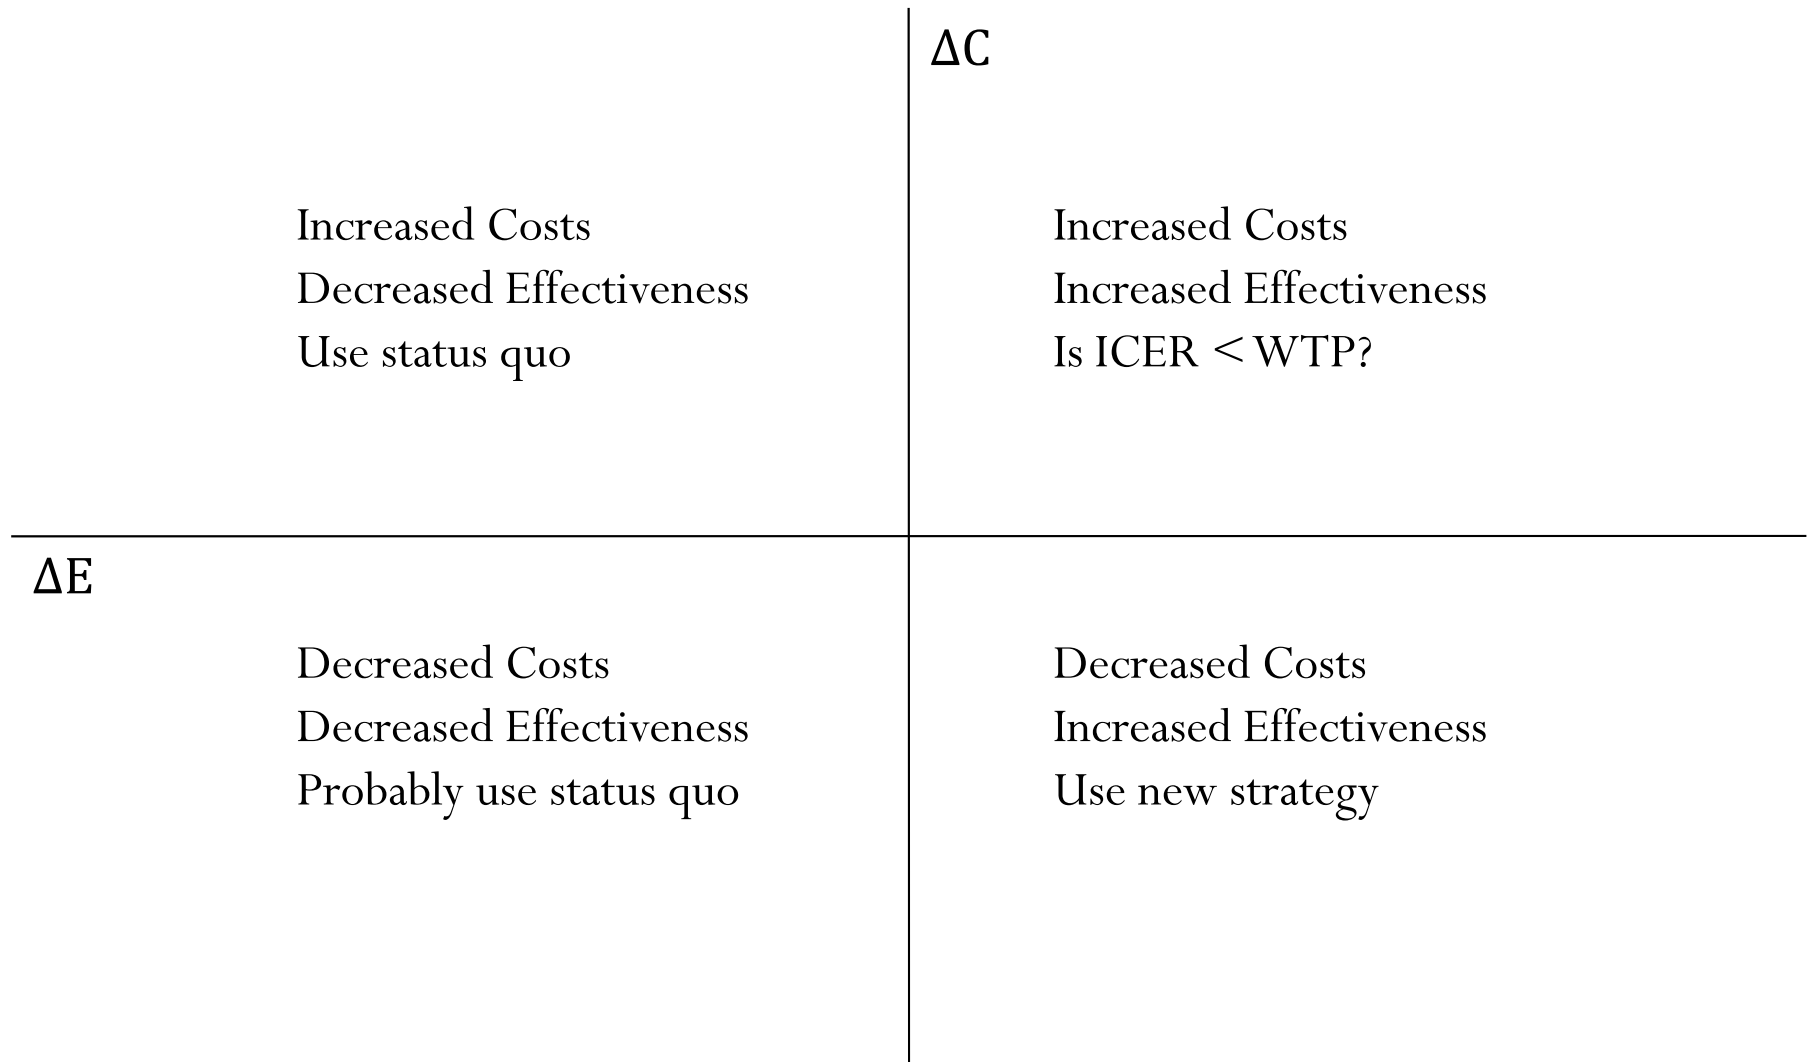 ΔC
Increased Costs
Decreased Effectiveness
Use status quo
Increased Costs
Increased Effectiveness
Is ICER < WTP?
ΔE
Decreased Costs
Decreased Effectiveness
Probably use status quo
Decreased Costs
Increased Effectiveness
Use new strategy